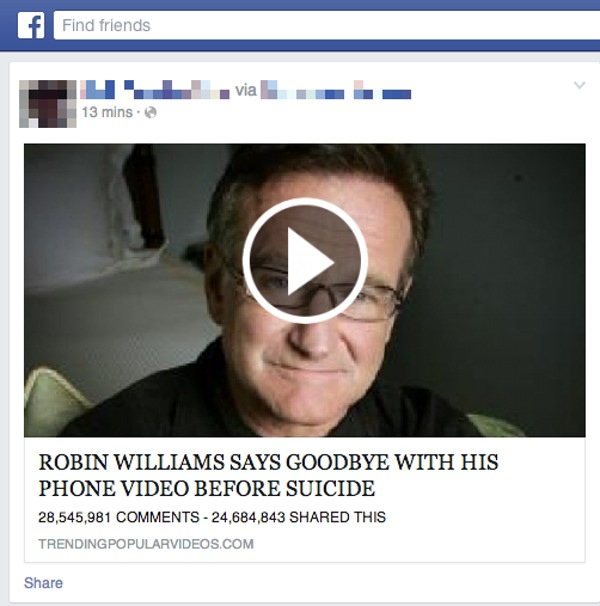 Find friends
via
13 mins ·
ROBIN WILLIAMS SAYS GOODBYE WITH HIS
PHONE VIDEO BEFORE SUICIDE
28,545,981 COMMENTS - 24,684,843 SHARED THIS
TRENDINGPOPULARVIDEOS.COM
Share